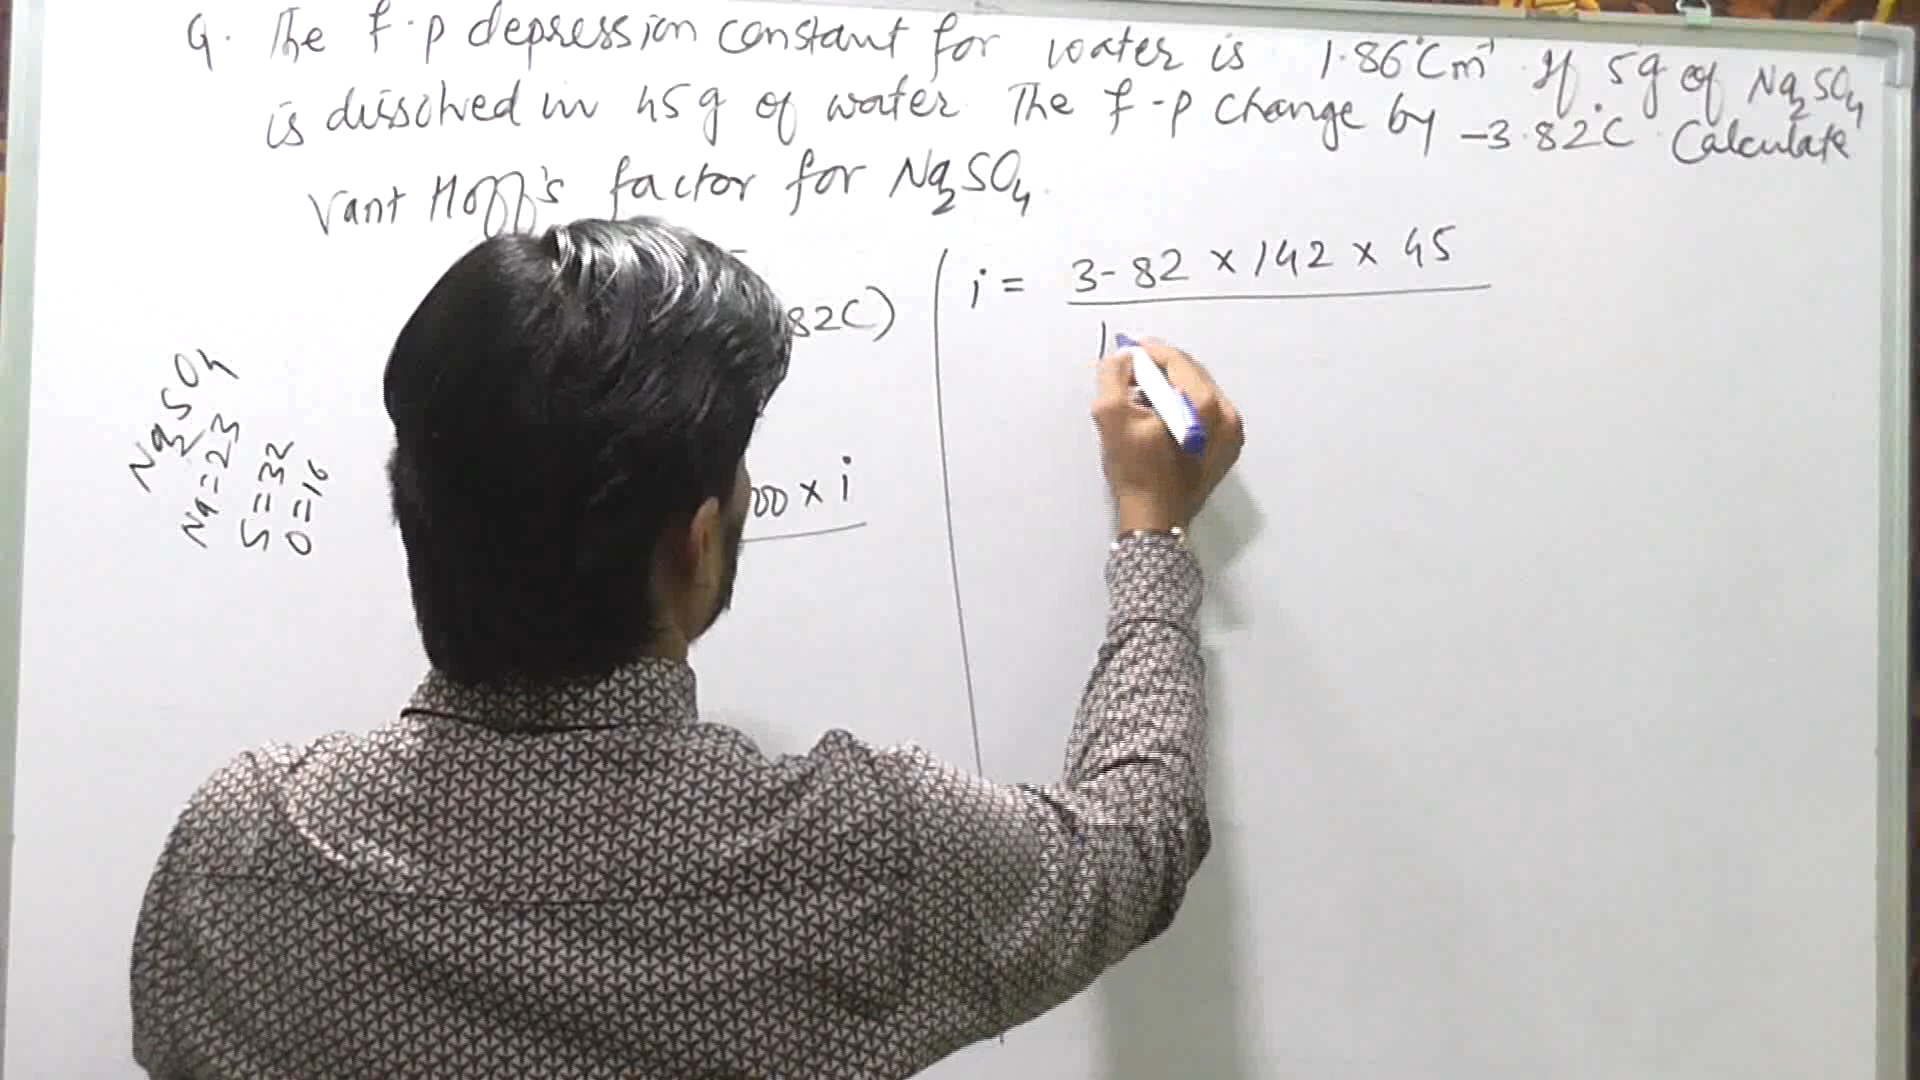 Q. The f.p depression constant for water is 1.86°C m⁻¹ If 5g of Na₂SO₄
is dissolved in 45g of water. The f-p change by -3.82°C. Calculate
Vant Hoff's factor for Na₂SO₄.
82C)
00 x i
Na₂SO₄
Na = 23
S = 32
O = 16
i = 3-82 x 142 x 45
1